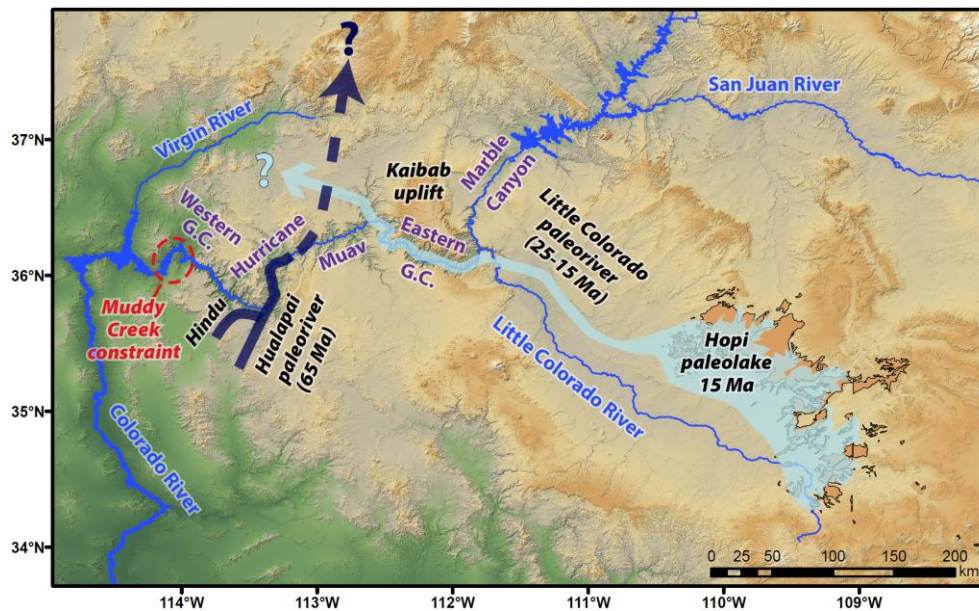 ?
San Juan River
37°N
Virgin River
?
Kaibab
uplift
Marble
Canyon
Western
G.C.
Hurricane
Muav
Eastern
G.C.
Little Colorado
paleoriver
(25-15 Ma)
36°N
Muddy
Creek
constraint
Hindu
Hualapai
paleoriver
(65 Ma)
Hopi
paleolake
15 Ma
Little Colorado River
35°N
Colorado
River
34°N
0 25 50 100 150 200
km
114°W 113°W 112°W 111°W 110°W 109°W